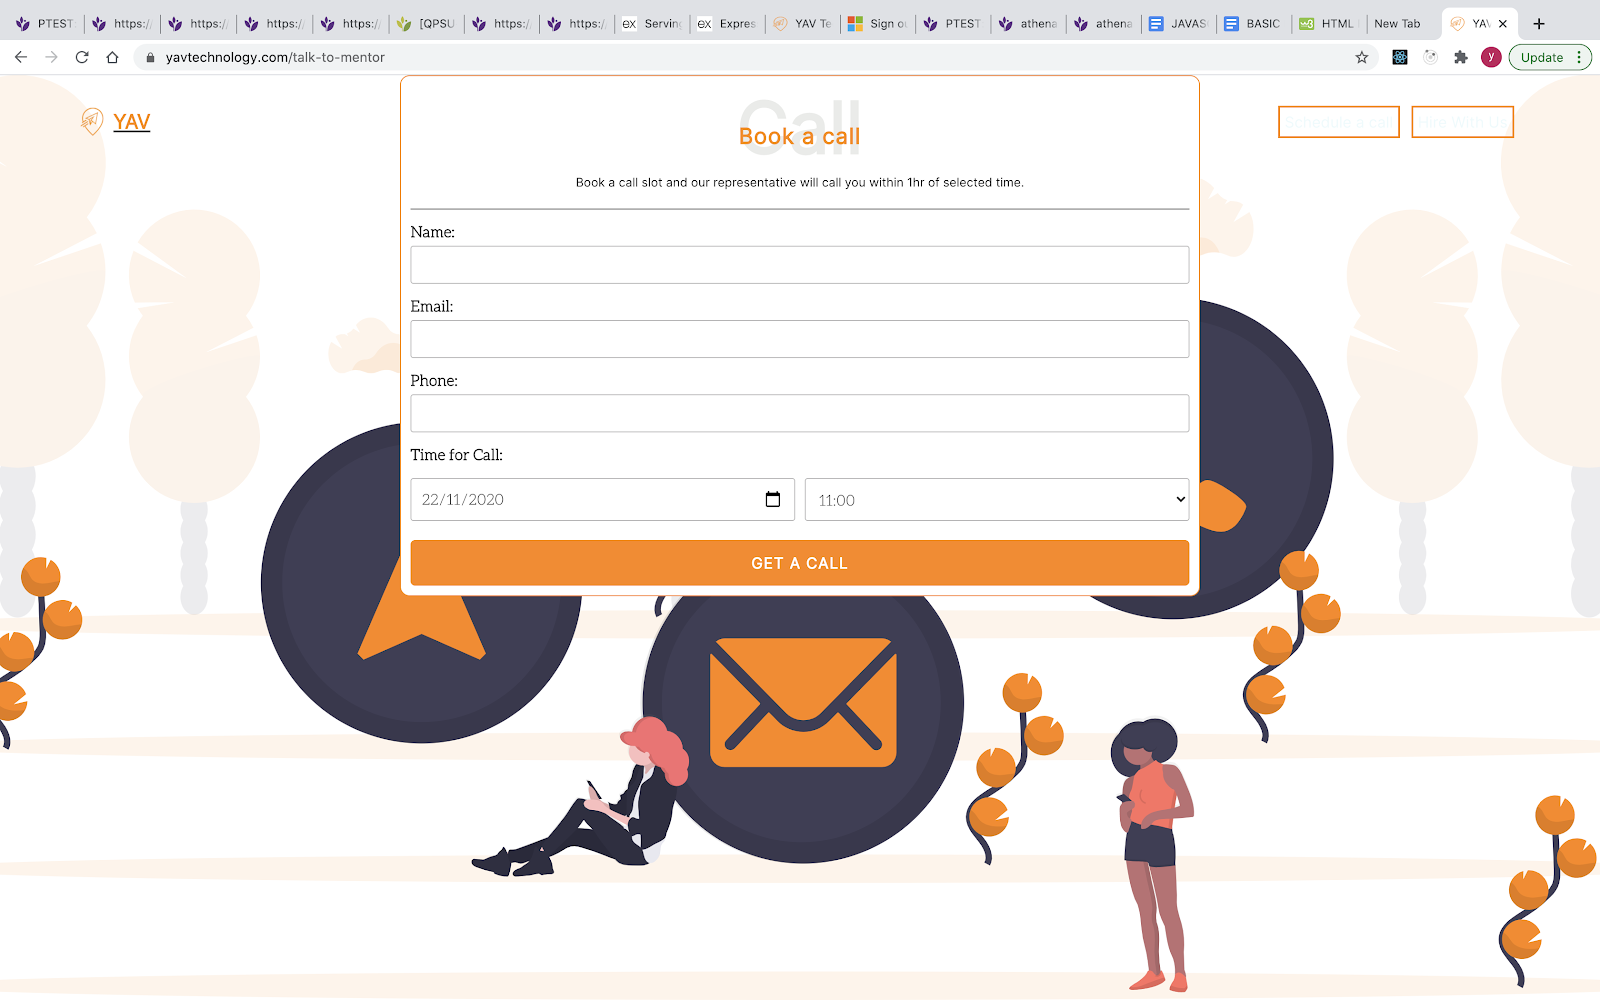 PTEST
https:/
https:/
https:/
https:/
[QPSU
https:/
https:/
Serving
Expres
YAV Te
Sign ou
PTEST
athena
athena
JAVASC
BASIC
HTML
New Tab
YAV
yavtechnology.com/talk-to-mentor
y
Update
YAV
Schedule a call
Hire With Us
Call
Book a call
Book a call slot and our representative will call you within 1hr of selected time.
Name:
Email:
Phone:
Time for Call:
22/11/2020
11:00
GET A CALL